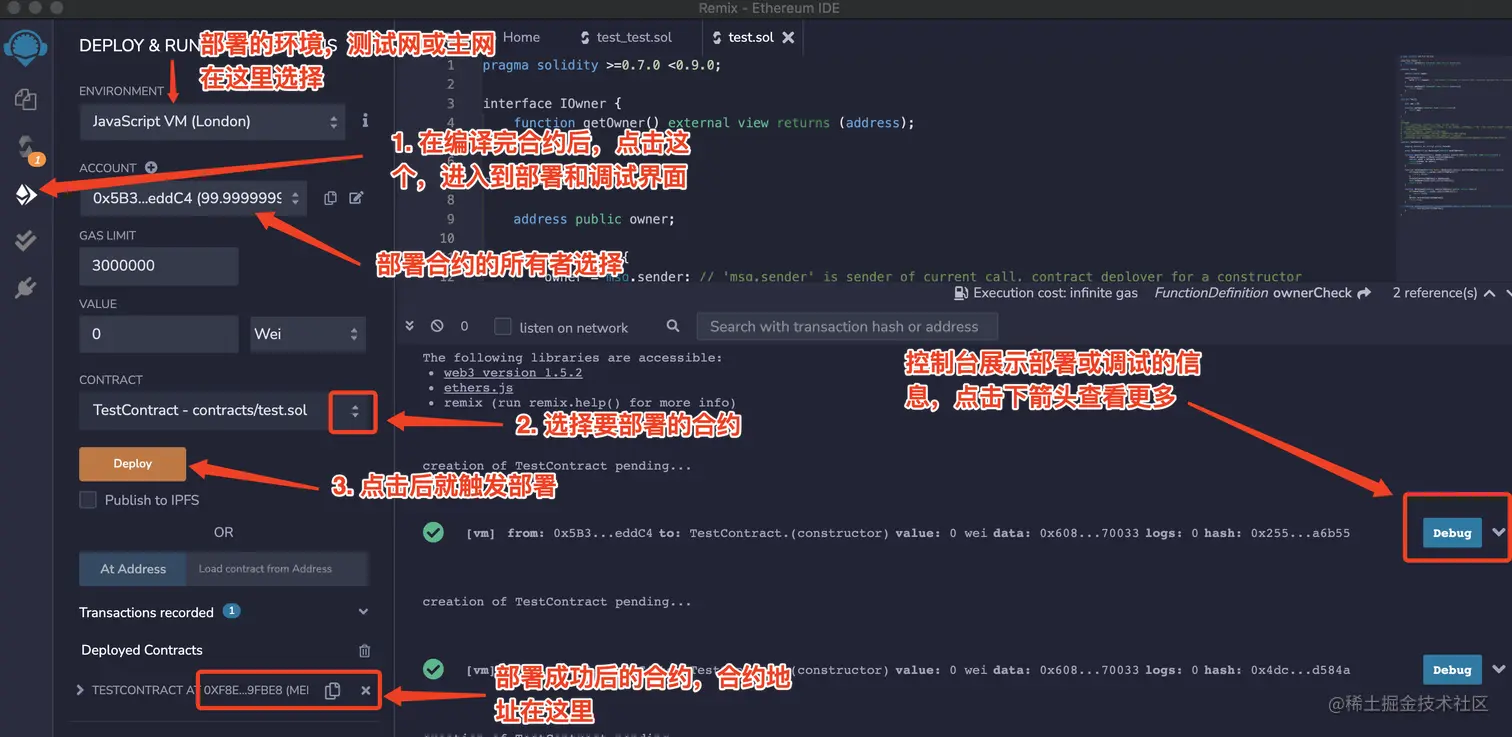 Remix - Ethereum IDE
DEPLOY & RUN
部署的环境，测试网或主网
在这里选择
ENVIRONMENT
JavaScript VM (London)
i
1
ACCOUNT
0x5B3...eddC4 (99.9999999
部署合约的所有者选择
GAS LIMIT
3000000
VALUE
0
Wei
CONTRACT
TestContract - contracts/test.sol
2. 选择要部署的合约
Deploy
3. 点击后就触发部署
Publish to IPFS
OR
At Address
Load contract from Address
Transactions recorded 1
Deployed Contracts
TESTCONTRACT AT 0XF8E...9FBE8 (MEI
部署成功后的合约，合约地
址在这里
Home
test_test.sol
test.sol
1 pragma solidity >=0.7.0 <0.9.0;
2
3 interface IOwner {
4 function getOwner() external view returns (address);
1. 在编译完合约后，点击这
个，进入到部署和调试界面
8
9 address public owner;
10
{
12 owner = msg.sender; // 'msg.sender' is sender of current call, contract deployer for a constructor
Execution cost: infinite gas FunctionDefinition ownerCheck 2 reference(s)
0 listen on network
Search with transaction hash or address
The following libraries are accessible:
• web3 version 1.5.2
• ethers.js
• remix (run remix.help() for more info)
控制台展示部署或调试的信
息，点击下箭头查看更多
creation of TestContract pending...
[vm] from: 0x5B3...eddC4 to: TestContract.(constructor) value: 0 wei data: 0x608...70033 logs: 0 hash: 0x255...a6b55
Debug
creation of TestContract pending...
[vm] TestContract.(constructor) value: 0 wei data: 0x608...70033 logs: 0 hash: 0x4dc...d584a
Debug
@稀土掘金技术社区